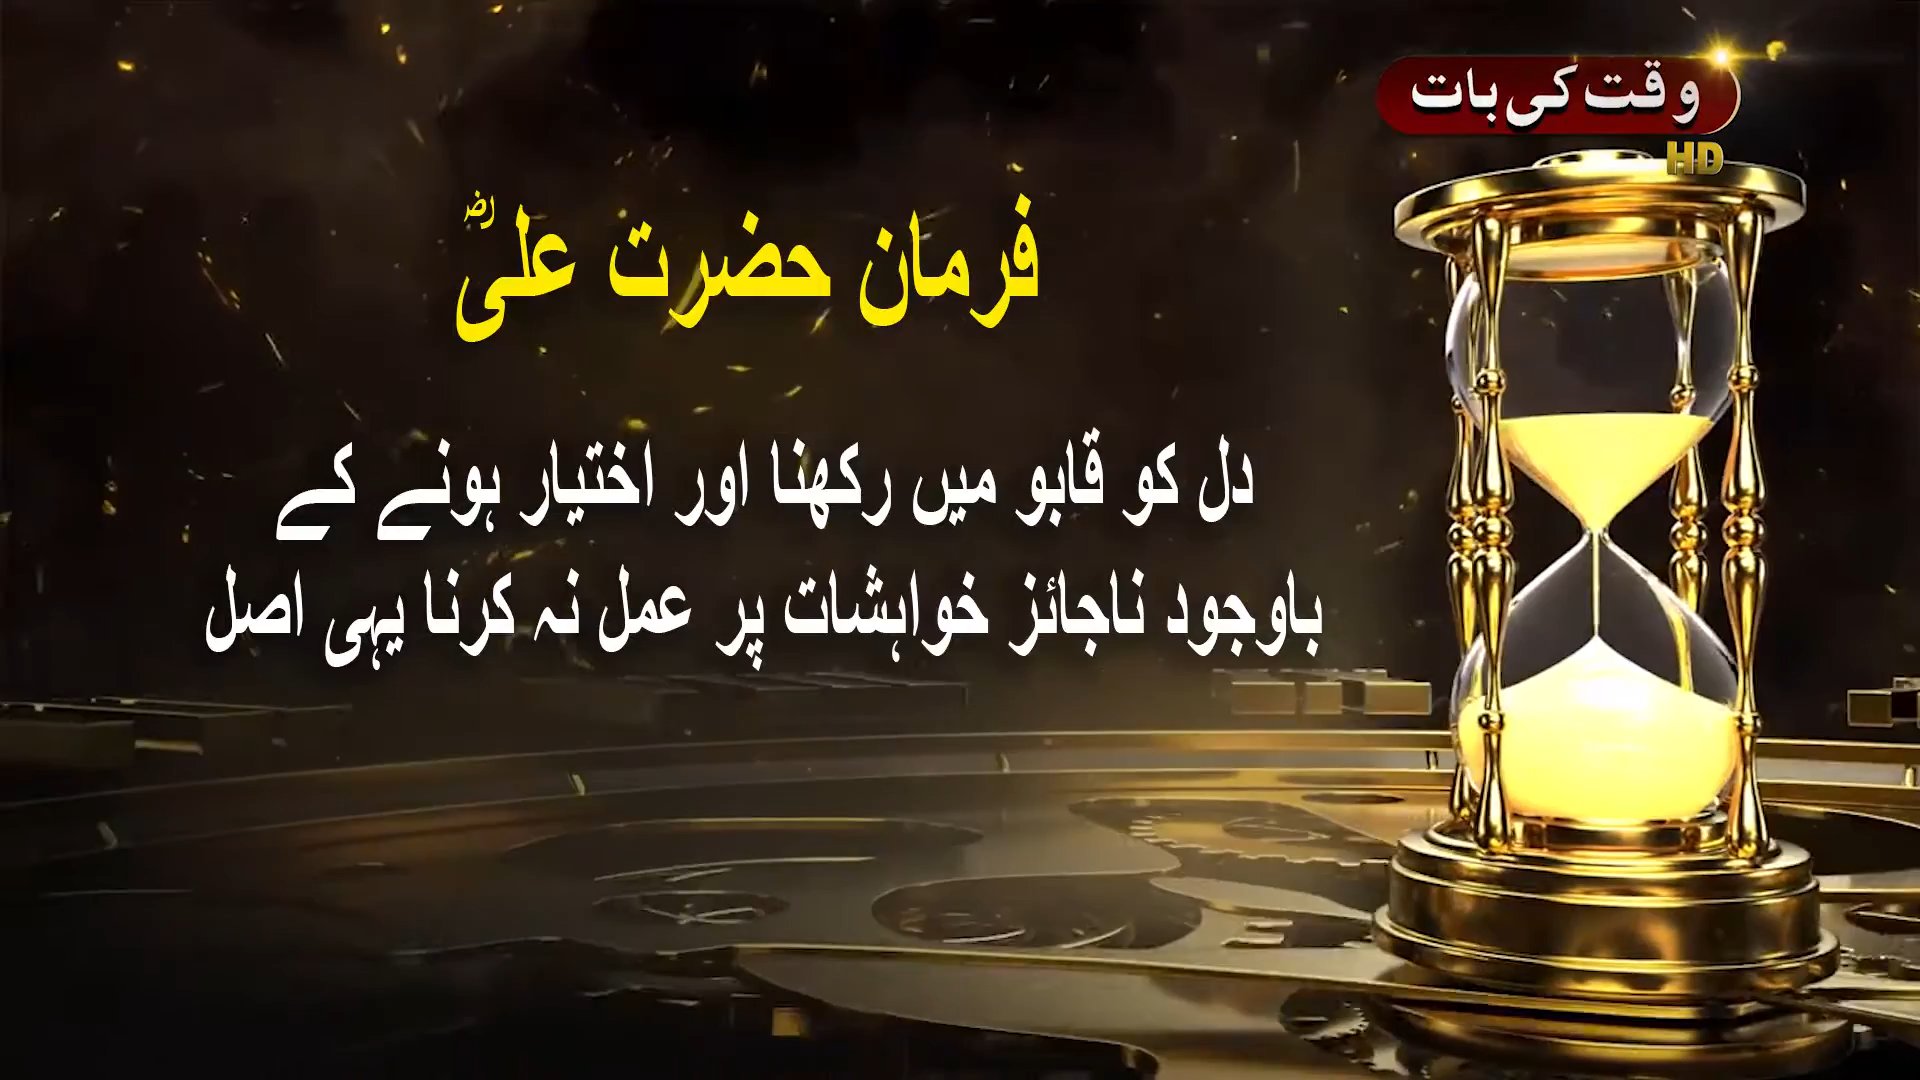 وقت کی بات
HD
فرمان حضرت علیؓ
دل کو قابو میں رکھنا اور اختیار ہونے کے
باوجود ناجائز خواہشات پر عمل نہ کرنا یہی اصل